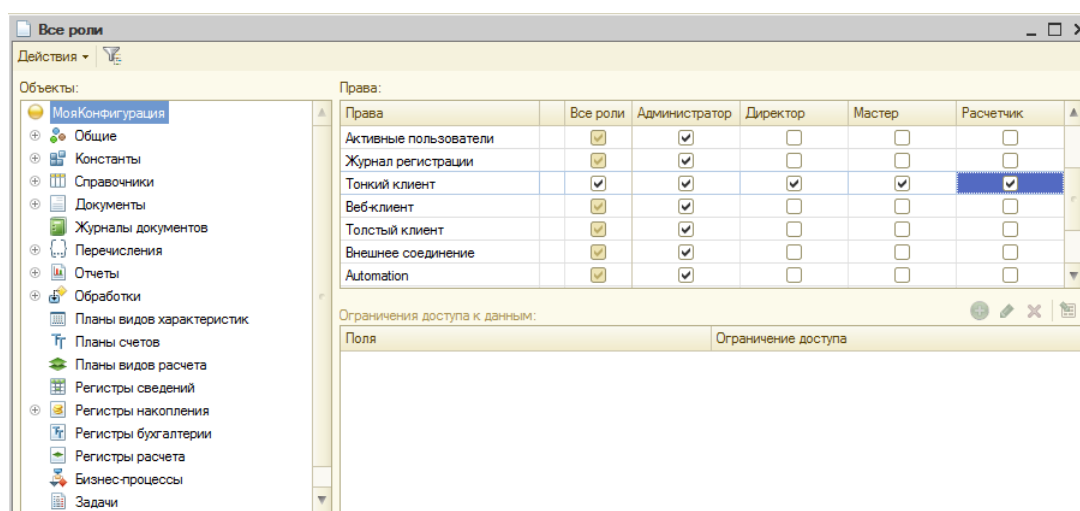 Все роли
Действия
Объекты:
МояКонфигурация
Общие
Константы
Справочники
Документы
Журналы документов
Перечисления
Отчеты
Обработки
Планы видов характеристик
Планы счетов
Планы видов расчета
Регистры сведений
Регистры накопления
Регистры бухгалтерии
Регистры расчета
Бизнес-процессы
Задачи
Права:
Права Все роли Администратор Директор Мастер Расчетчик
Активные пользователи
Журнал регистрации
Тонкий клиент
Веб-клиент
Толстый клиент
Внешнее соединение
Automation
Ограничения доступа к данным:
Поля Ограничение доступа